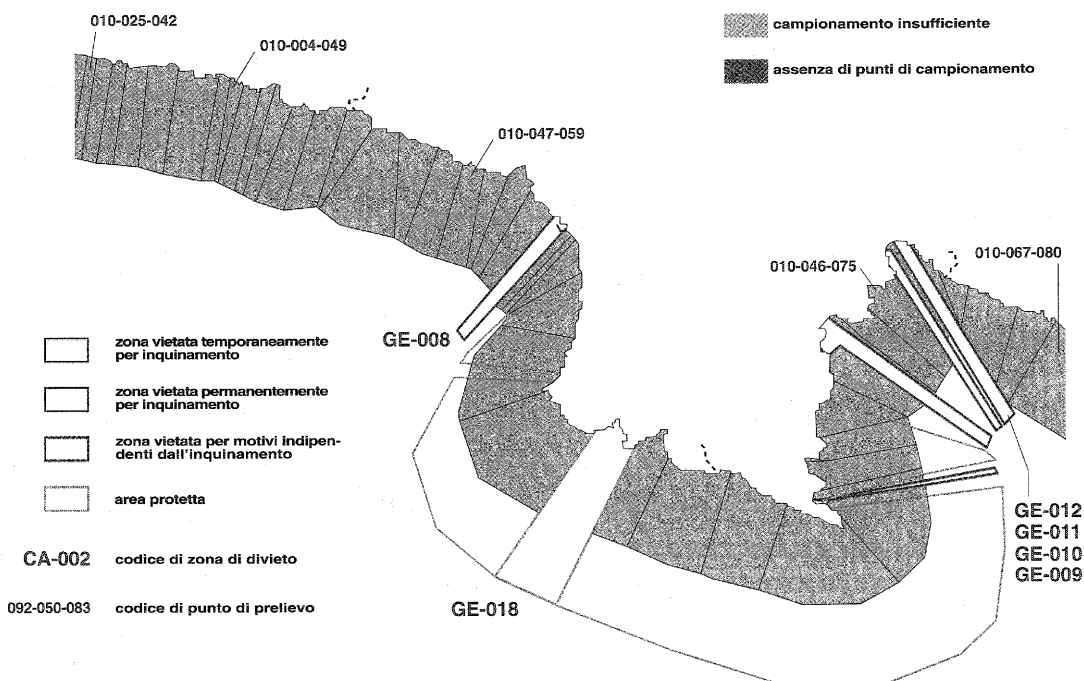 010-025-042
010-004-049
010-047-059
campionamento insufficiente
assenza di punti di campionamento
010-046-075
010-067-080
GE-008
zona vietata temporaneamente
per inquinamento
zona vietata permanentemente
per inquinamento
zona vietata per motivi indipen-
denti dall'inquinamento
area protetta
CA-002 codice di zona di divieto
092-050-083 codice di punto di prelievo
GE-018
GE-012
GE-011
GE-010
GE-009